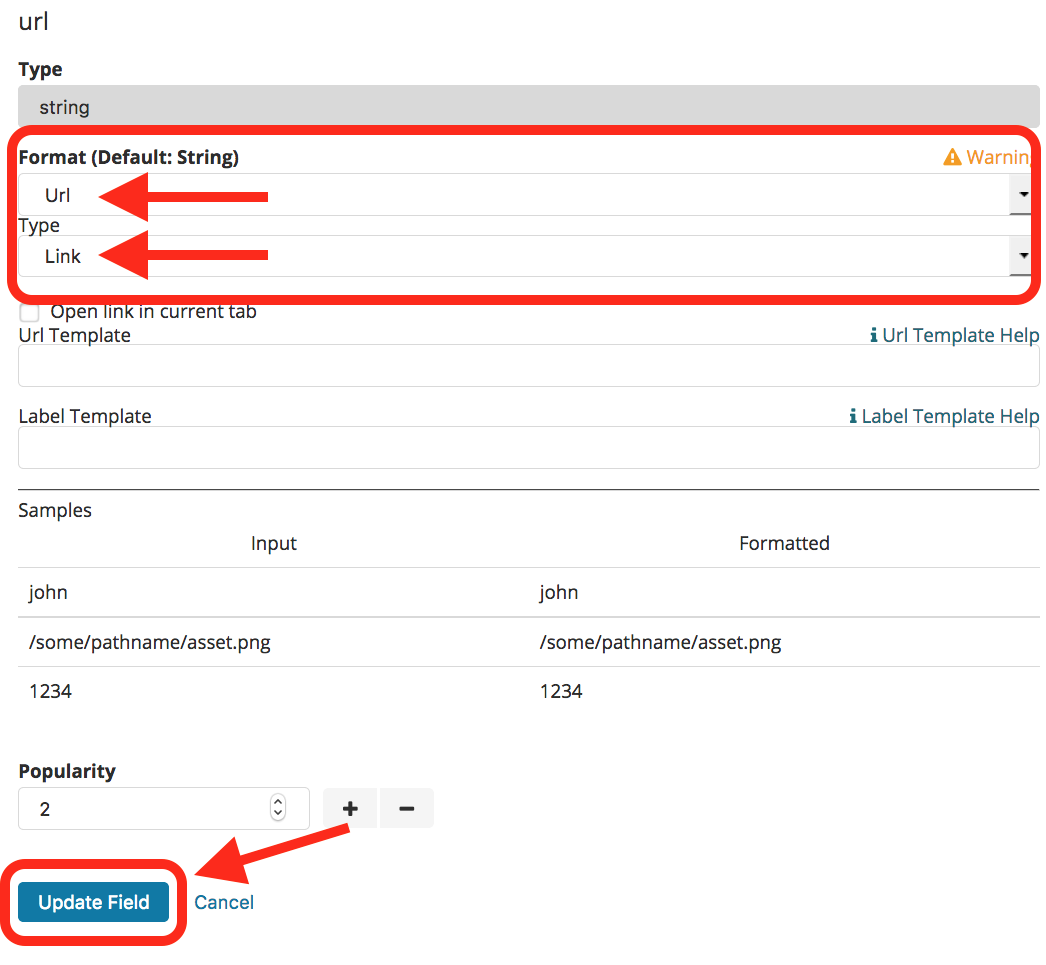 url
Type
string
Format (Default: String) Warning
Url
Type
Link
Open link in current tab
Url Template Url Template Help
Label Template Label Template Help
Samples
Input Formatted
john john
/some/pathname/asset.png /some/pathname/asset.png
1234 1234
Popularity
2
Update Field Cancel